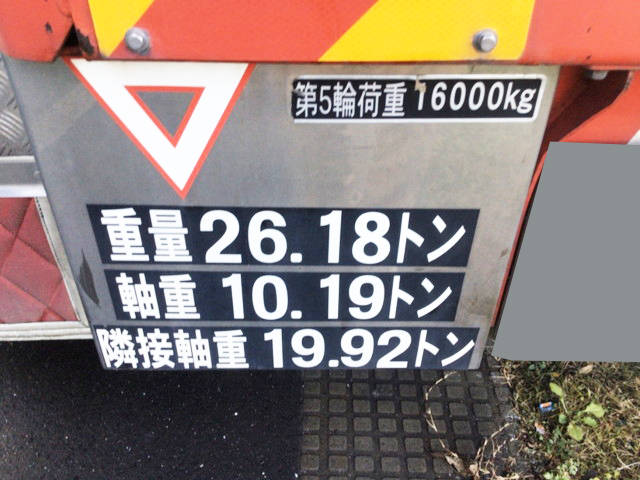 第5輪荷重 16000kg
重量 26.18トン
軸重 10.19トン
隣接軸重 19.92トン